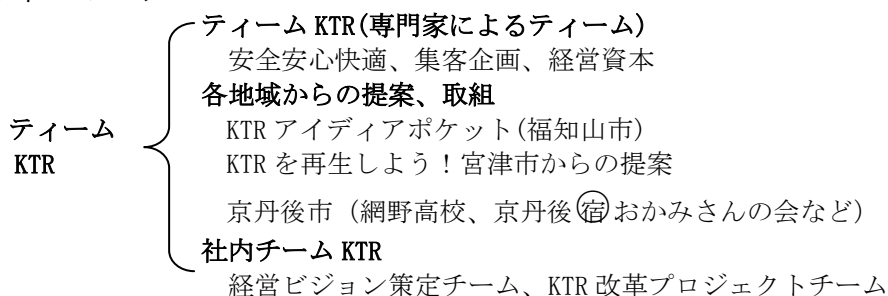 ティーム KTR(専門家によるティーム)
安全安心快適、集客企画、経営資本
各地域からの提案、取組
ティーム
KTR
KTR アイディアポケット(福知山市)
KTR を再生しよう！宮津市からの提案
京丹後市（網野高校、京丹後㊙おかみさんの会など）
社内チーム KTR
経営ビジョン策定チーム、KTR 改革プロジェクトチーム